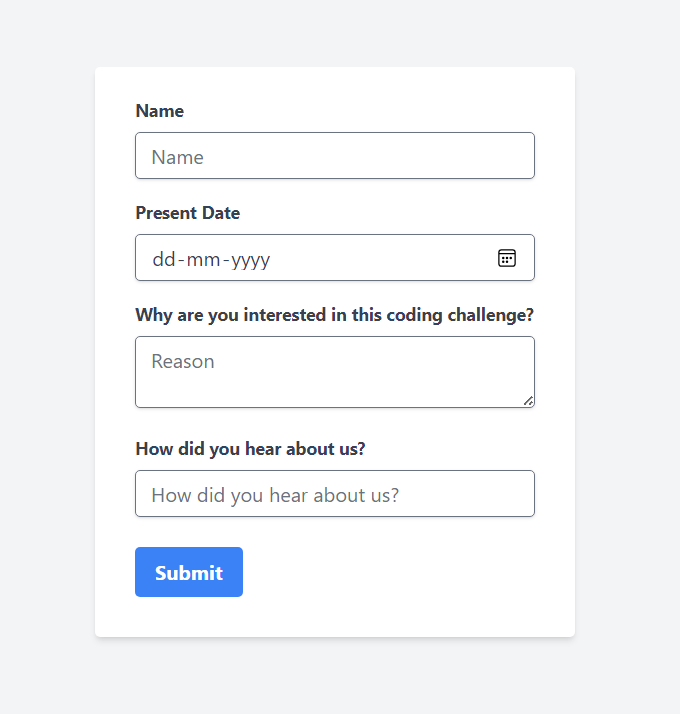 Name
Name
Present Date
dd-mm-yyyy
Why are you interested in this coding challenge?
Reason
How did you hear about us?
How did you hear about us?
Submit